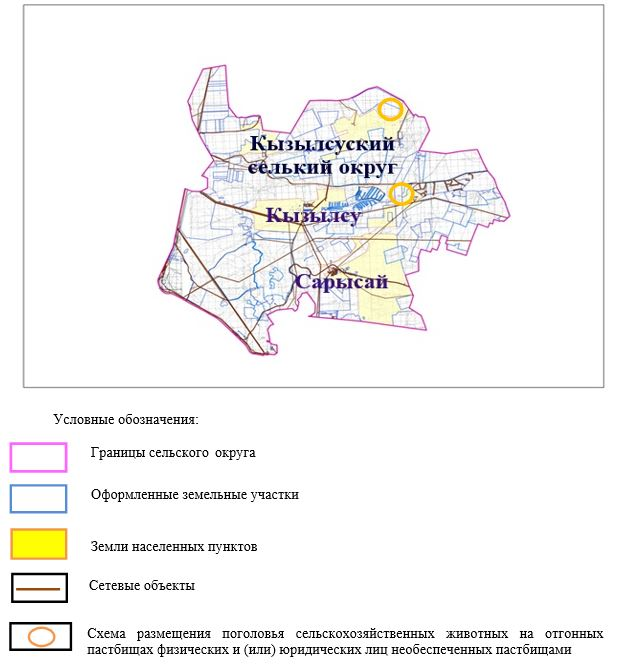 Кызылсуский
селький округ
Кызылсу
Сарысай
Условные обозначения:
Границы сельского округа
Оформленные земельные участки
Земли населенных пунктов
Сетевые объекты
Схема размещения поголовья сельскохозяйственных животных на отгонных
пастбищах физических и (или) юридических лиц необеспеченных пастбищами